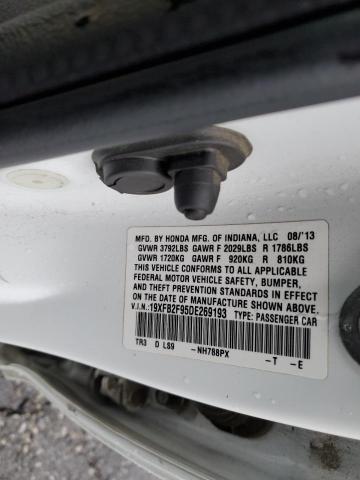 MFD. BY HONDA MFG. OF INDIANA, LLC 08/'13
GVWR 3792LBS GAWR F 2029LBS R 1786LBS
GVWR 1720KG GAWR F 920KG R 810KG
THIS VEHICLE CONFORMS TO ALL APPLICABLE
FEDERAL MOTOR VEHICLE SAFETY, BUMPER,
AND THEFT PREVENTION STANDARDS IN EFFECT
ON THE DATE OF MANUFACTURE SHOWN ABOVE.
V.I.N.:19XFB2F95DE269193 TYPE: PASSENGER CAR
TR3 D LS9 -NH788PX -T -E